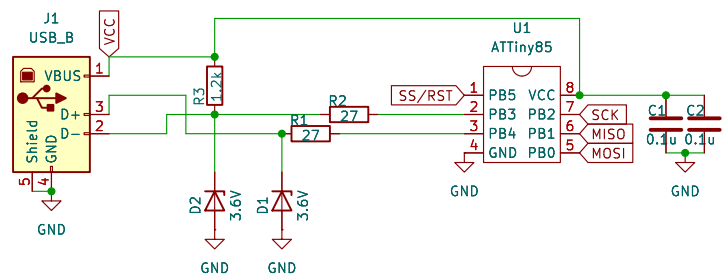 J1
USB_B
VCC
VBUS 1
D+ 3
D- 2
Shield
GND
5
4
GND
R3
1.2k
R2
27
R1
27
D2
3.6V
D1
3.6V
GND
GND
U1
ATTiny85
SS/RST 1 PB5 VCC 8
2 PB3 PB2 7 SCK
3 PB4 PB1 6 MISO
4 GND PB0 5 MOSI
GND
C1
0.1u
C2
0.1u
GND